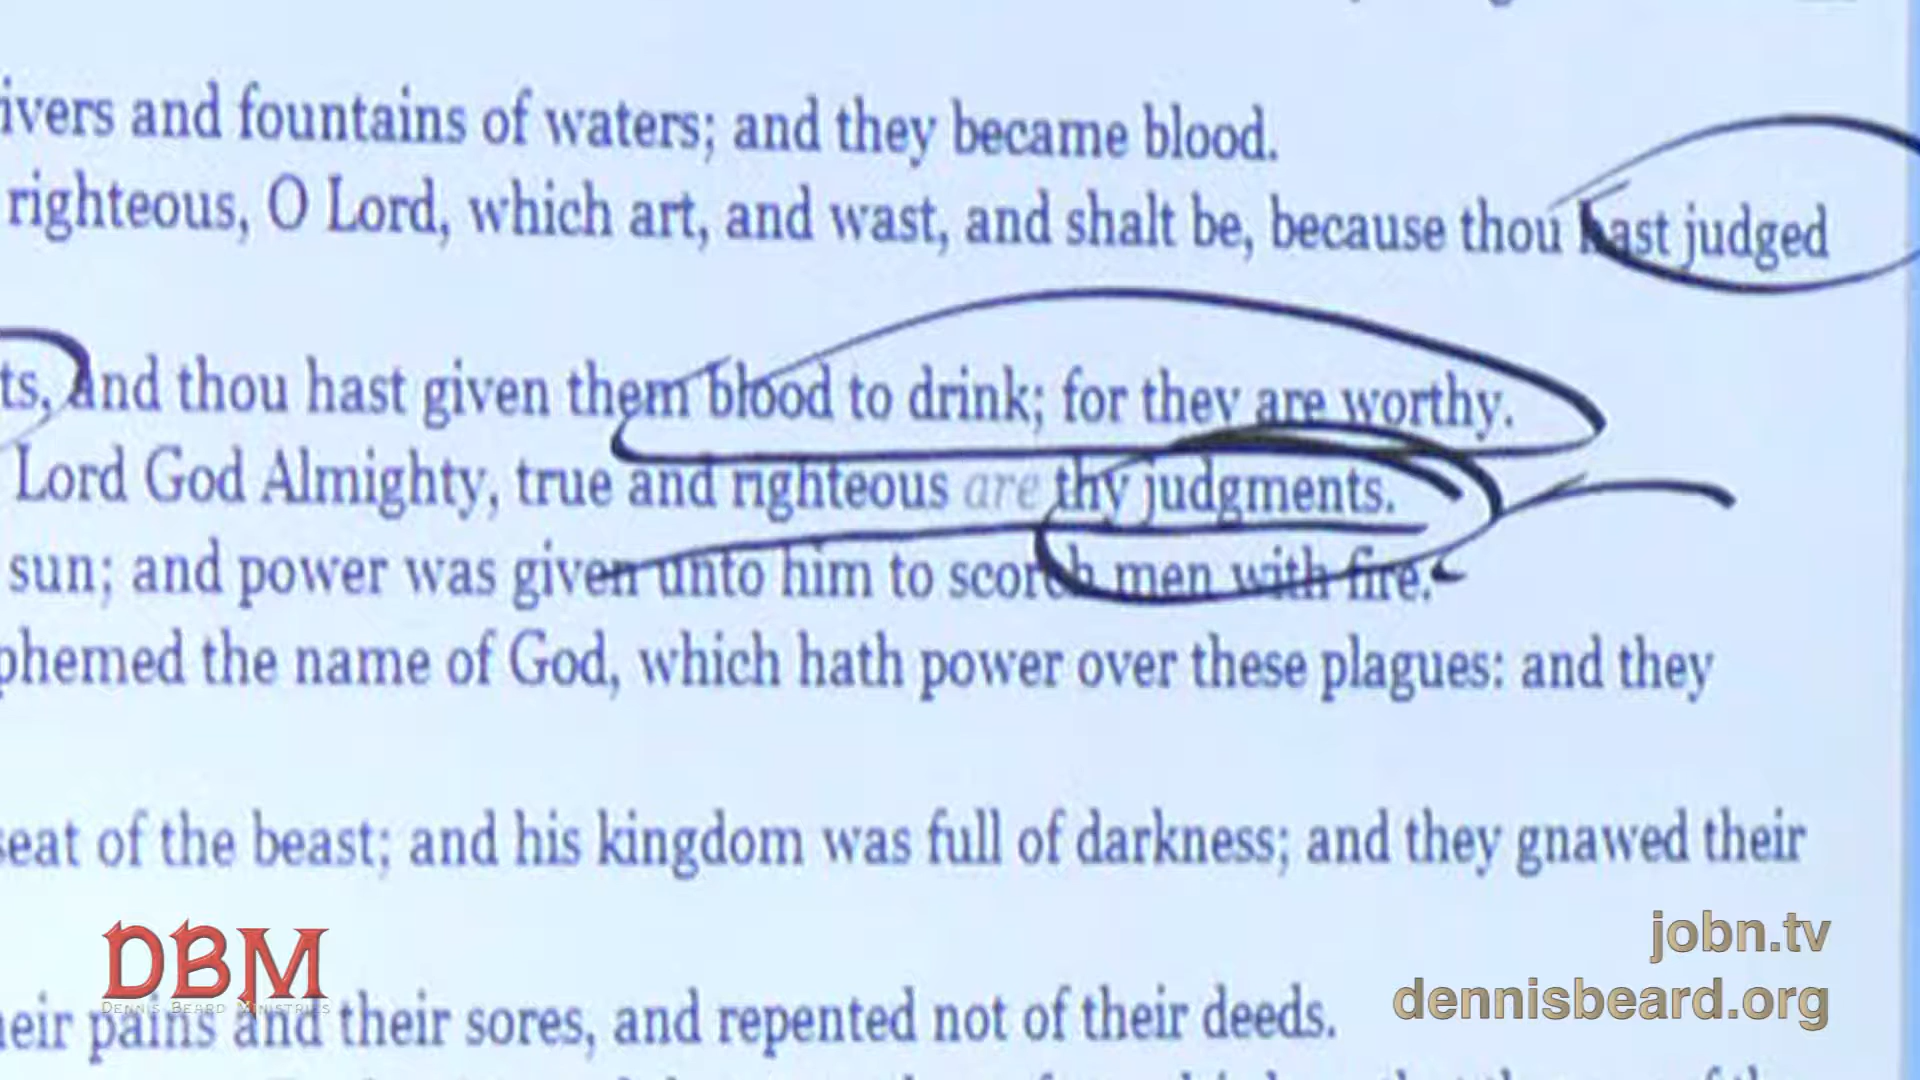 ivers and fountains of waters; and they became blood.
righteous, O Lord, which art, and wast, and shalt be, because thou hast judged
ts, and thou hast given them blood to drink; for they are worthy.
Lord God Almighty, true and righteous are thy judgments.
sun; and power was given unto him to scorch men with fire.
phemed the name of God, which hath power over these plagues: and they
seat of the beast; and his kingdom was full of darkness; and they gnawed their
DBM
jobn.tv
DENNIS BEARD MINISTRIES
dennisbeard.org
eir pains and their sores, and repented not of their deeds.